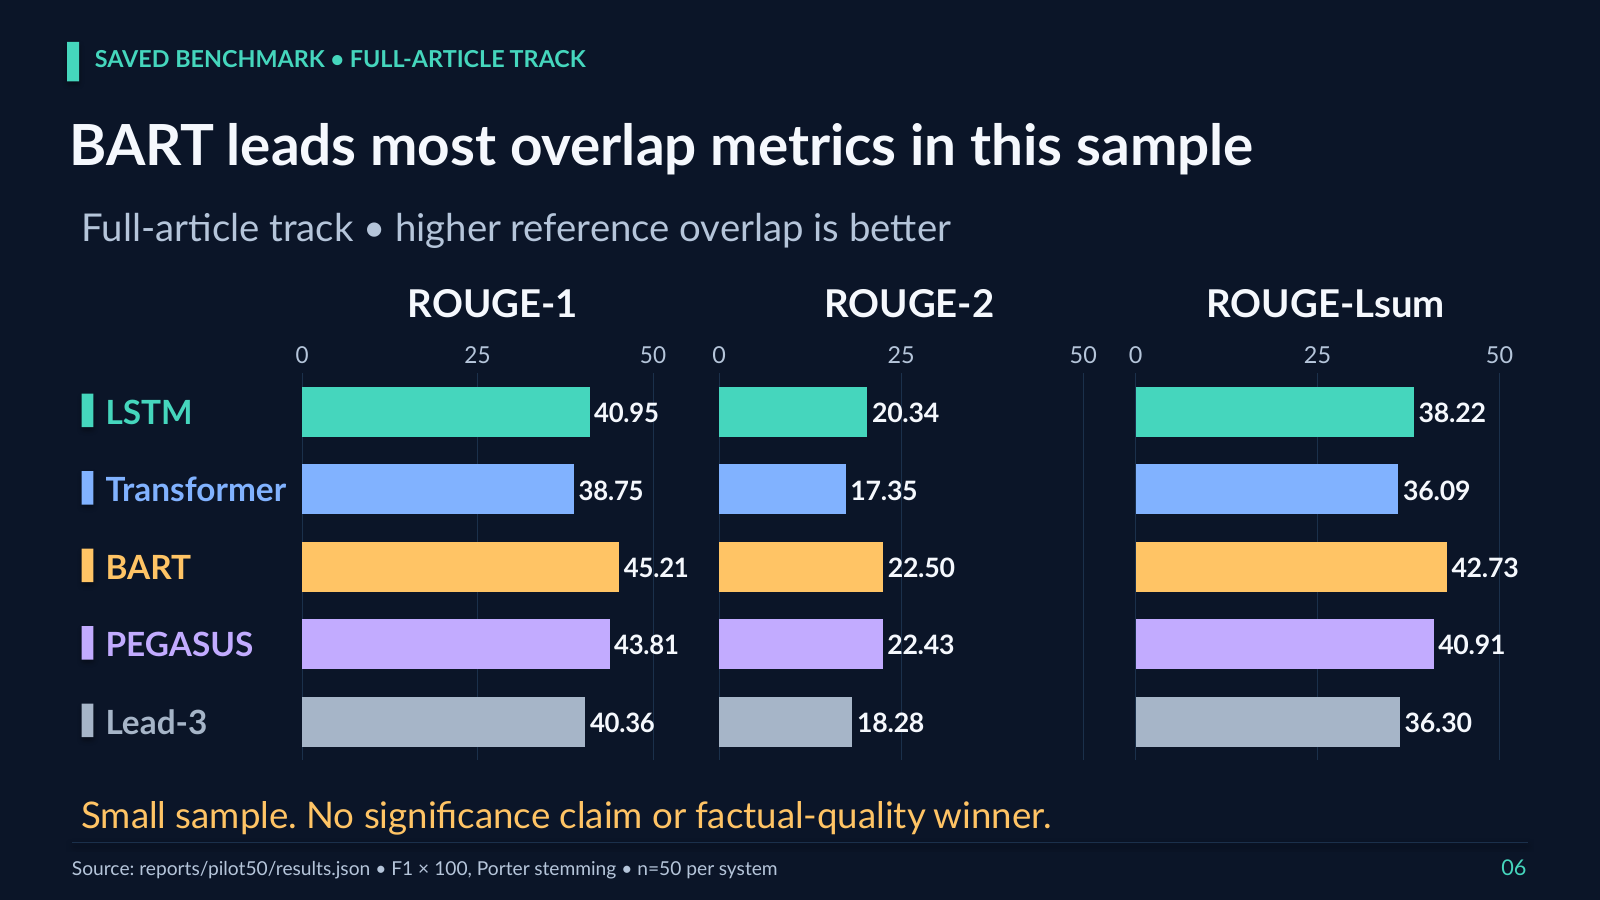 SAVED BENCHMARK • FULL-ARTICLE TRACK
BART leads most overlap metrics in this sample
Full-article track • higher reference overlap is better
ROUGE-1 ROUGE-2 ROUGE-Lsum
0 25 50 0 25 50 0 25 50
LSTM 40.95 20.34 38.22
Transformer 38.75 17.35 36.09
BART 45.21 22.50 42.73
PEGASUS 43.81 22.43 40.91
Lead-3 40.36 18.28 36.30
Small sample. No significance claim or factual-quality winner.
Source: reports/pilot50/results.json • F1 × 100, Porter stemming • n=50 per system 06